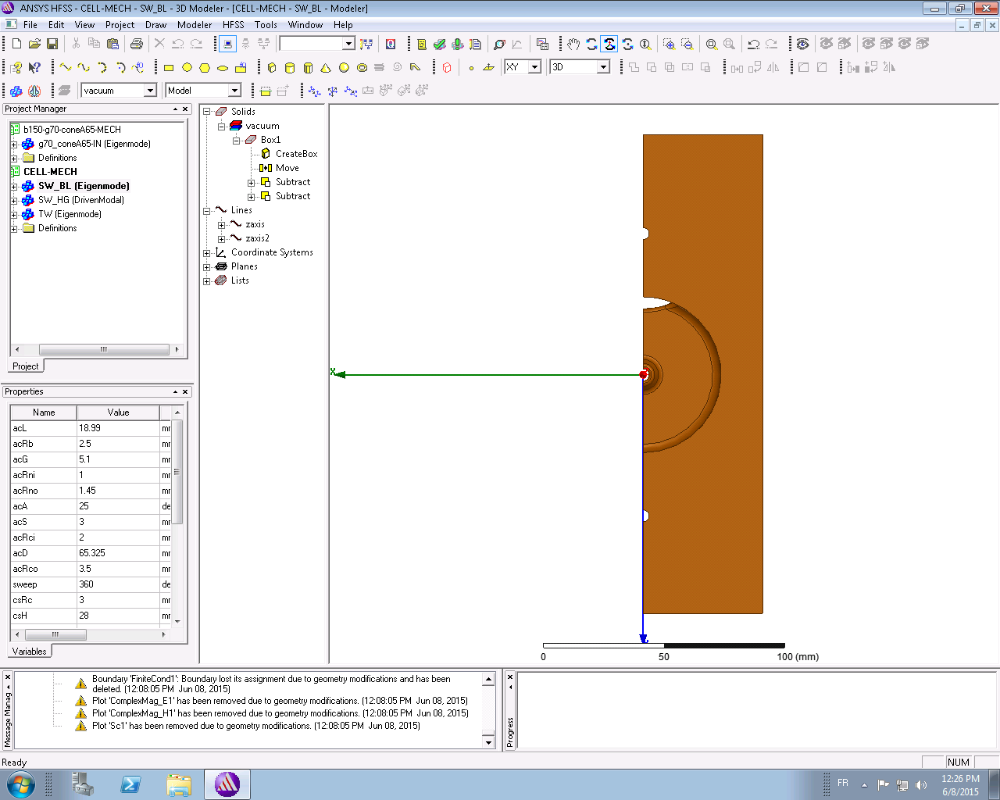 ANSYS HFSS - CELL-MECH - SW_BL - 3D Modeler - [CELL-MECH - SW_BL - Modeler]
File Edit View Project Draw Modeler HFSS Tools Window Help
XY 3D
vacuum Model
Project Manager
b150-g70-coneA65-MECH
g70_coneA65-IN (Eigenmode)
Definitions
CELL-MECH
SW_BL (Eigenmode)
SW_HG (DrivenModal)
TW (Eigenmode)
Definitions
Project
Properties
Name Value
acL 18.99 mr
acRb 2.5 mr
acG 5.1 mr
acRni 1 mr
acRno 1.45 mr
acA 25 de
acS 3 mr
acRci 2 mr
acD 65.325 mr
acRco 3.5 mr
sweep 360 de
csRc 3 mr
csH 28 mr
Variables
Solids
vacuum
Box1
CreateBox
Move
Subtract
Subtract
Lines
zaxis
zaxis2
Coordinate Systems
Planes
Lists
X
0 50 100 (mm)
Message Manag
Boundary 'FiniteCond1': Boundary lost its assignment due to geometry modifications and has been
deleted. (12:08:05 PM Jun 08, 2015)
Plot 'ComplexMag_E1' has been removed due to geometry modifications. (12:08:05 PM Jun 08, 2015)
Plot 'ComplexMag_H1' has been removed due to geometry modifications. (12:08:05 PM Jun 08, 2015)
Plot 'Sc1' has been removed due to geometry modifications. (12:08:05 PM Jun 08, 2015)
Progress
Ready
NUM
FR
12:26 PM
6/8/2015